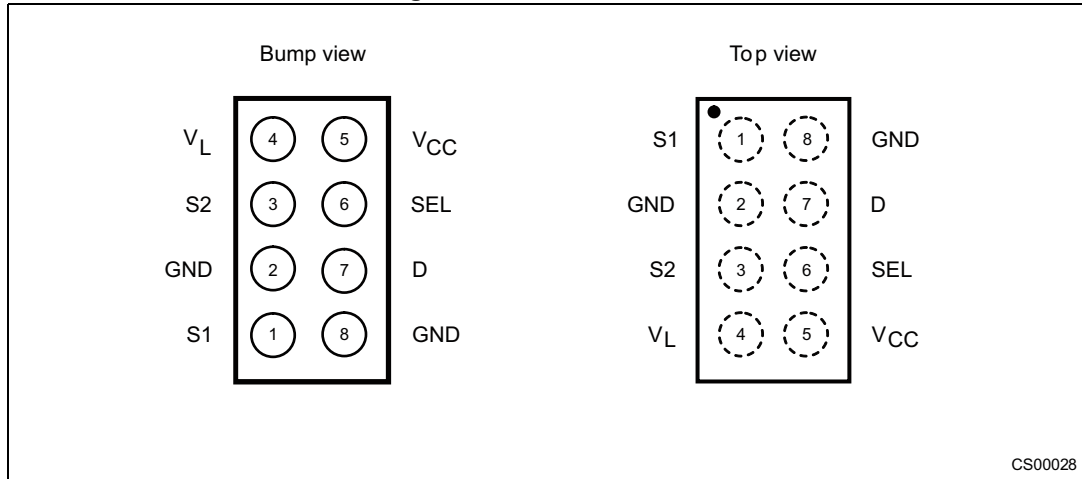 Bump view
V_L 4 5 V_CC
S2 3 6 SEL
GND 2 7 D
S1 1 8 GND
Top view
S1 1 8 GND
GND 2 7 D
S2 3 6 SEL
V_L 4 5 V_CC
CS00028